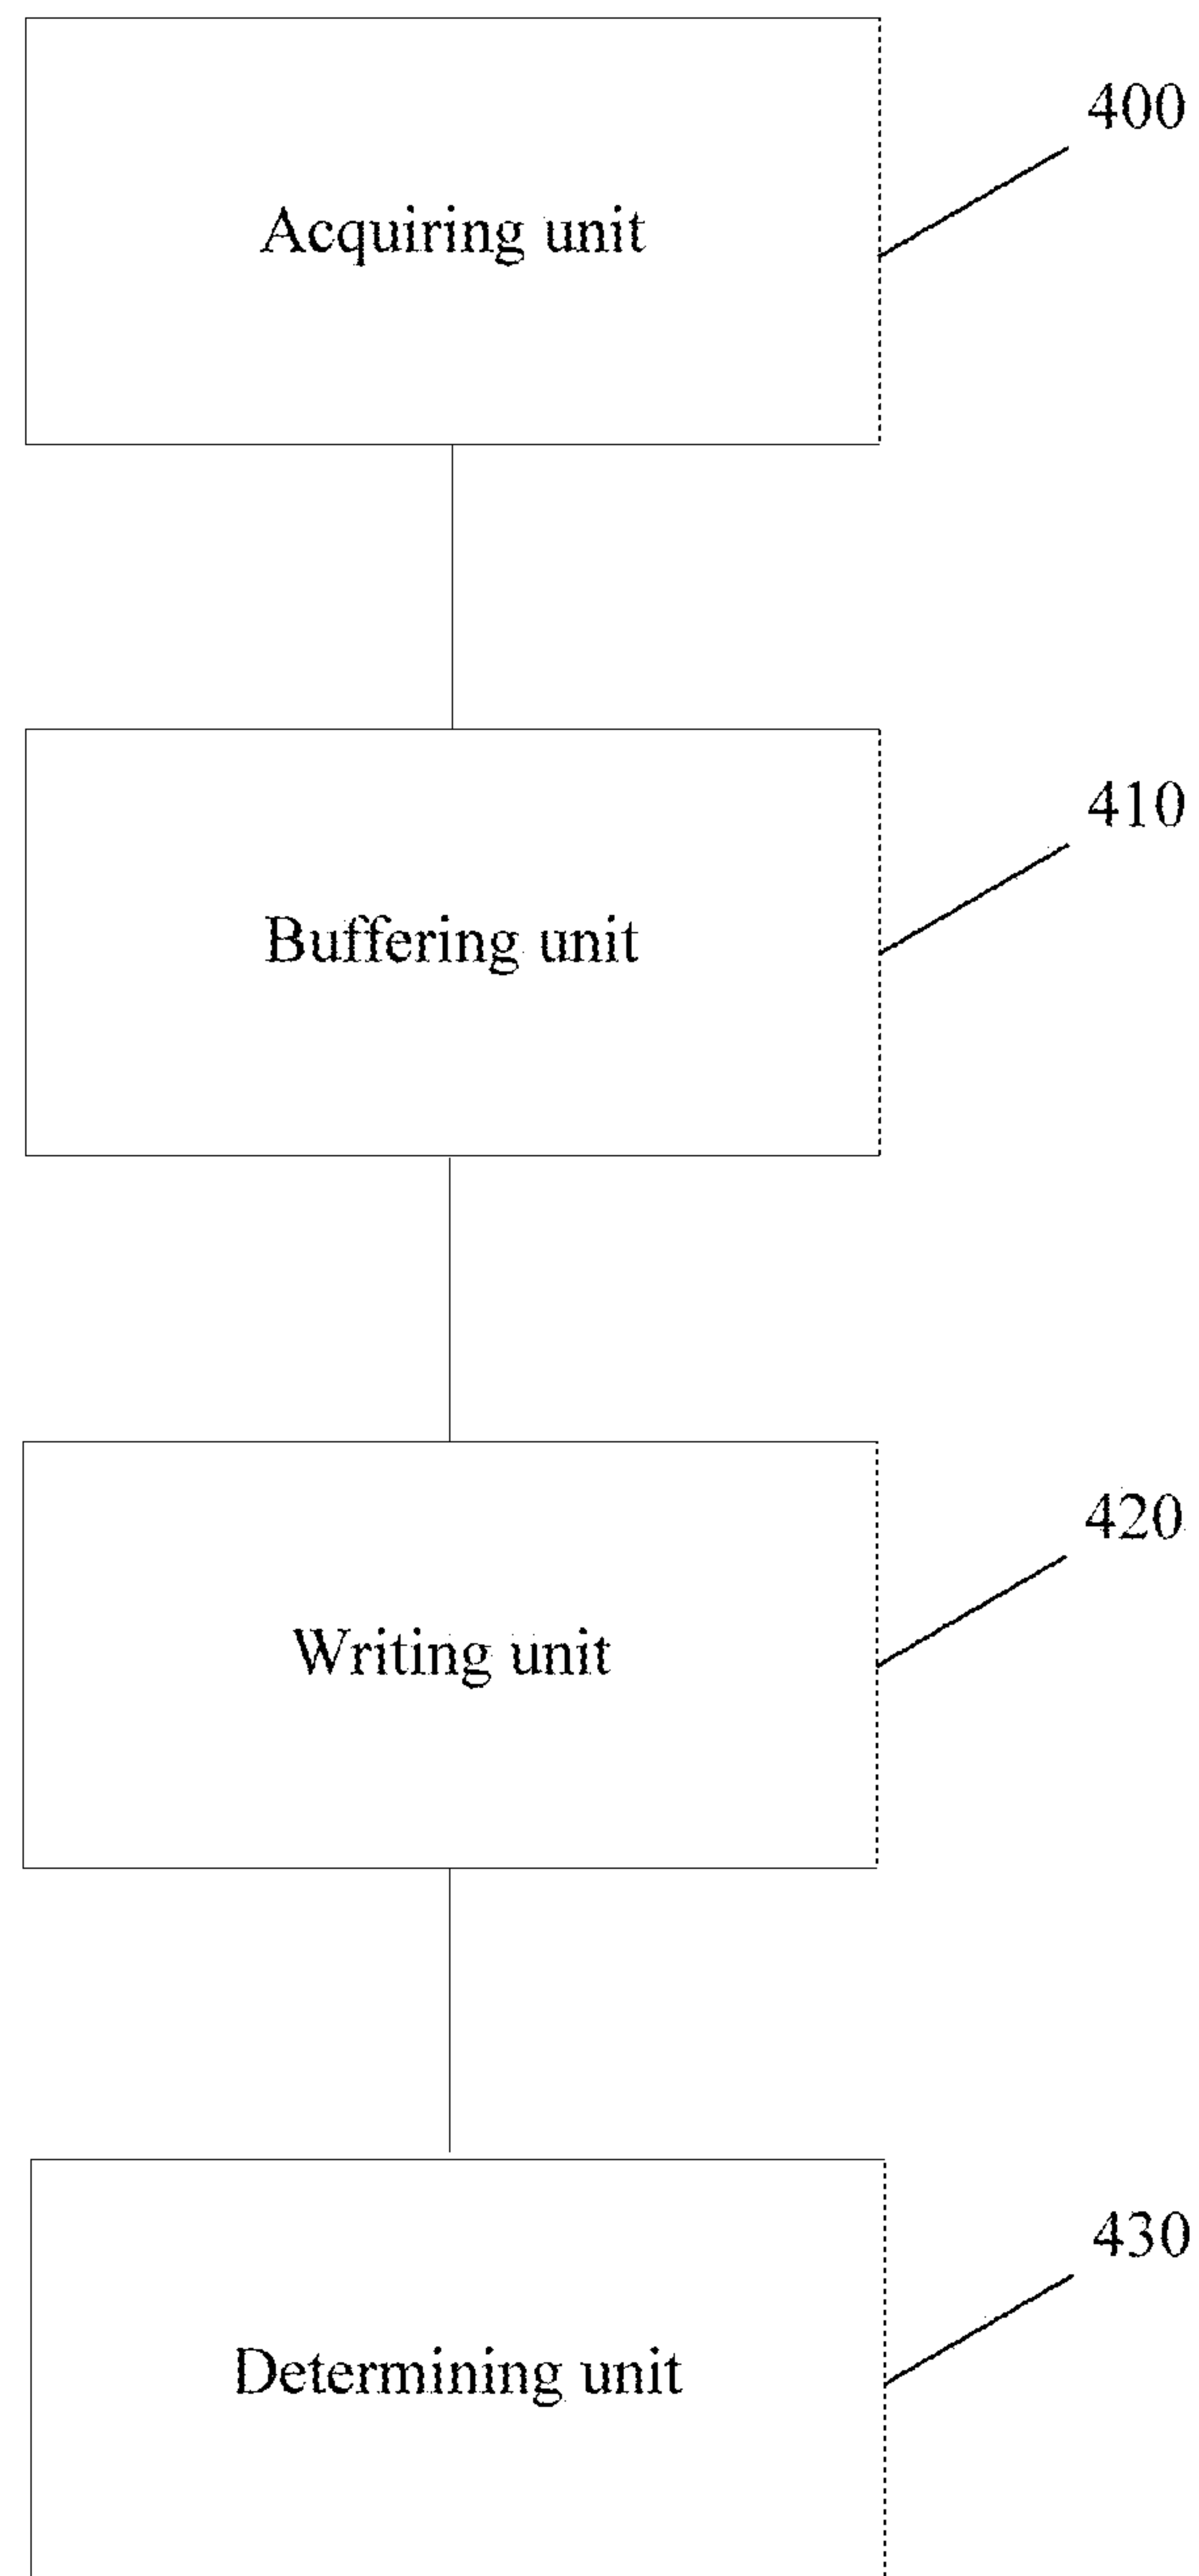 400
Acquiring unit
410
Buffering unit
420
Writing unit
430
Determining unit